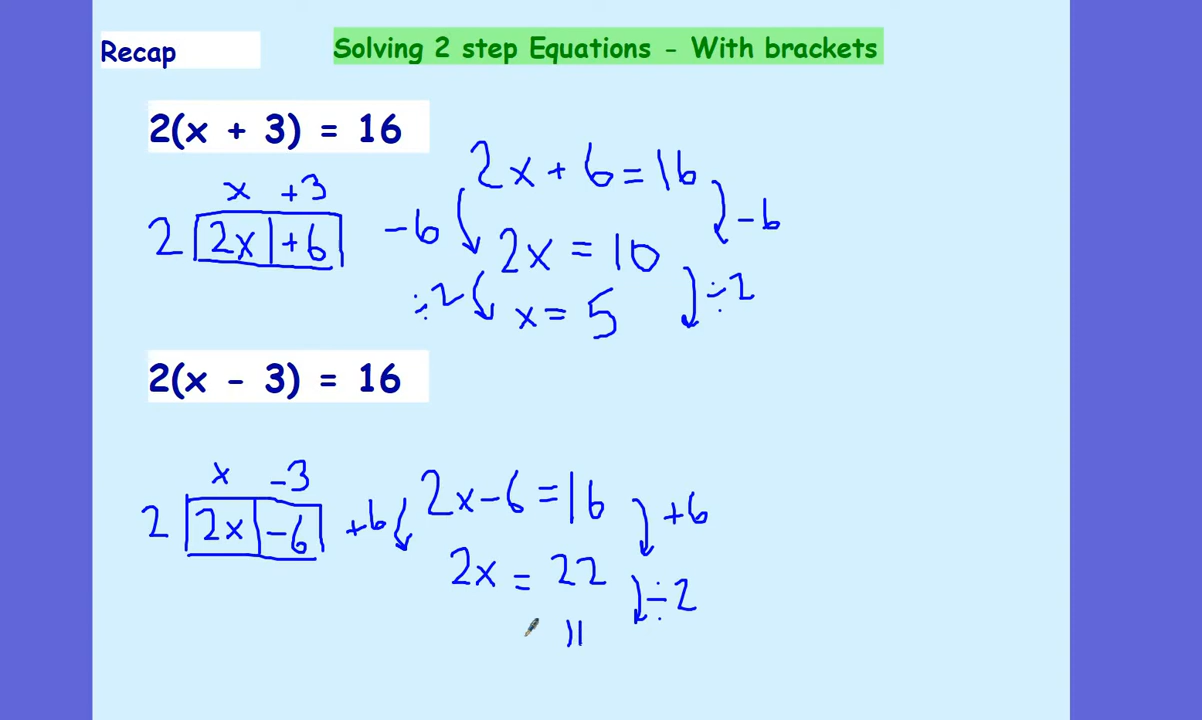 Recap
Solving 2 step Equations - With brackets
2(x + 3) = 16
x +3
2 2x +6
2x + 6 = 16
-6 -6
2x = 10
÷2 ÷2
x = 5
2(x - 3) = 16
x -3
2 2x -6
2x - 6 = 16
+6 +6
2x = 22
÷2
11